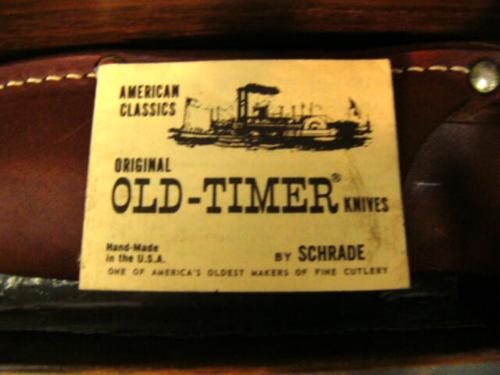 AMERICAN
CLASSICS
ORIGINAL
OLD-TIMER® KNIVES
Hand-Made
in the U.S.A.
BY SCHRADE
ONE OF AMERICA'S OLDEST MAKERS OF FINE CUTLERY